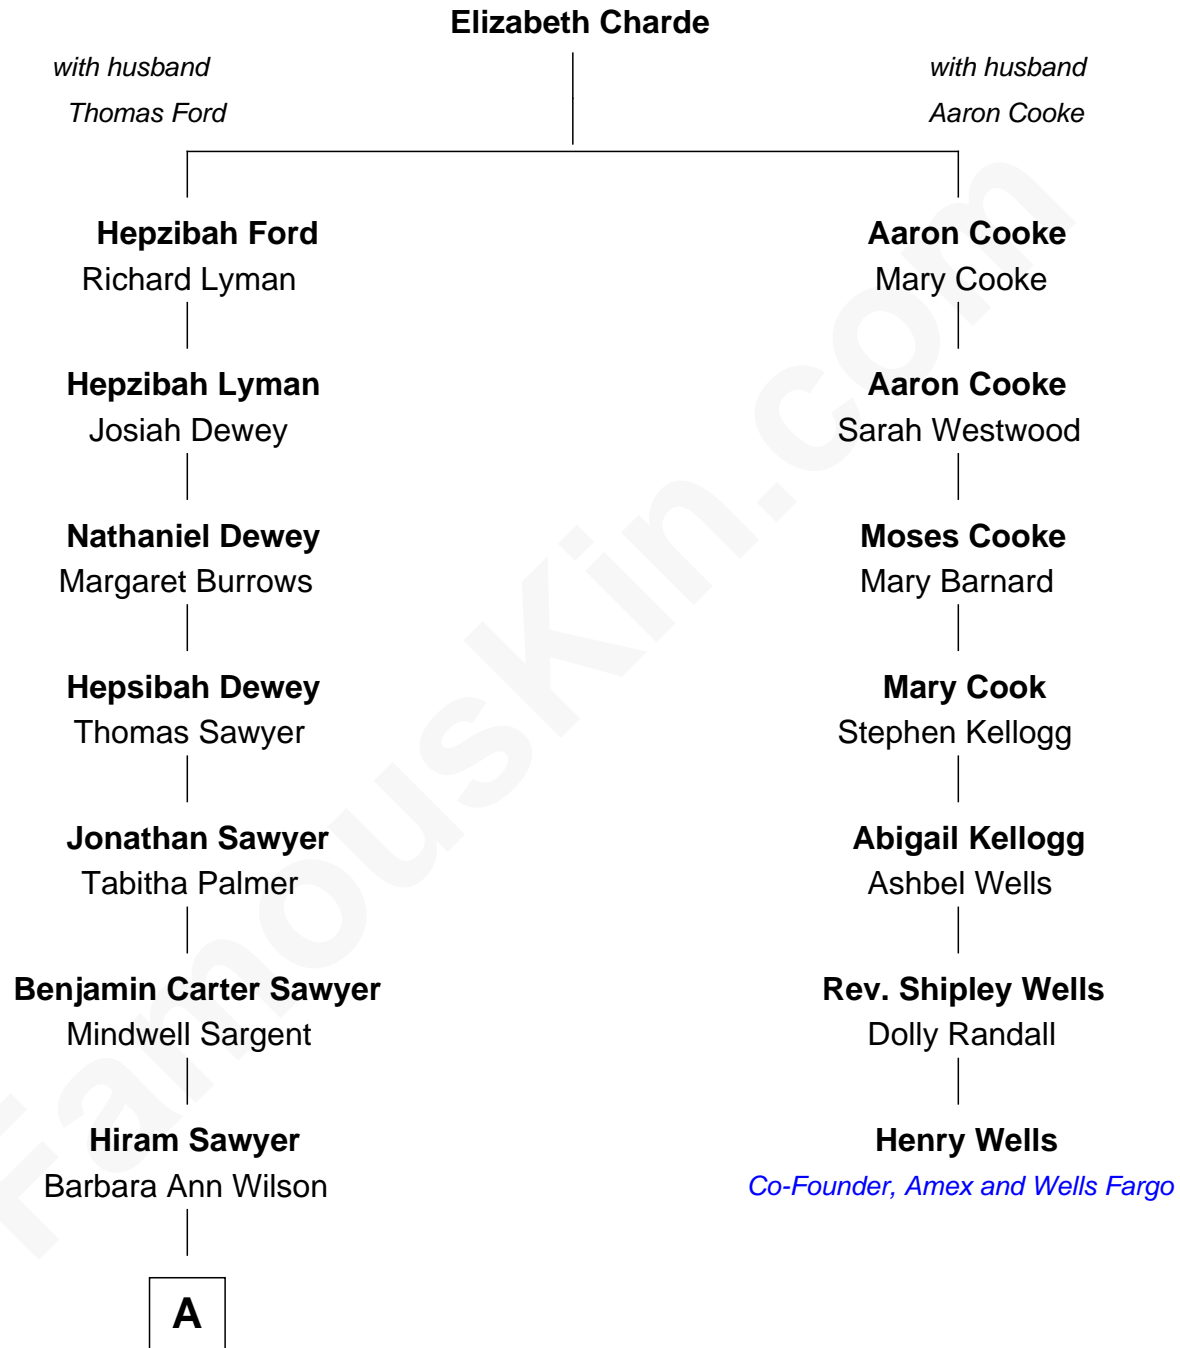 Elizabeth Charde
with husband
Thomas Ford
with husband
Aaron Cooke
Hepzibah Ford
Richard Lyman
Aaron Cooke
Mary Cooke
Hepzibah Lyman
Josiah Dewey
Aaron Cooke
Sarah Westwood
Nathaniel Dewey
Margaret Burrows
Moses Cooke
Mary Barnard
Hepsibah Dewey
Thomas Sawyer
Mary Cook
Stephen Kellogg
Jonathan Sawyer
Tabitha Palmer
Abigail Kellogg
Ashbel Wells
Benjamin Carter Sawyer
Mindwell Sargent
Rev. Shipley Wells
Dolly Randall
Hiram Sawyer
Barbara Ann Wilson
Henry Wells
Co-Founder, Amex and Wells Fargo
A
FamousKin.com